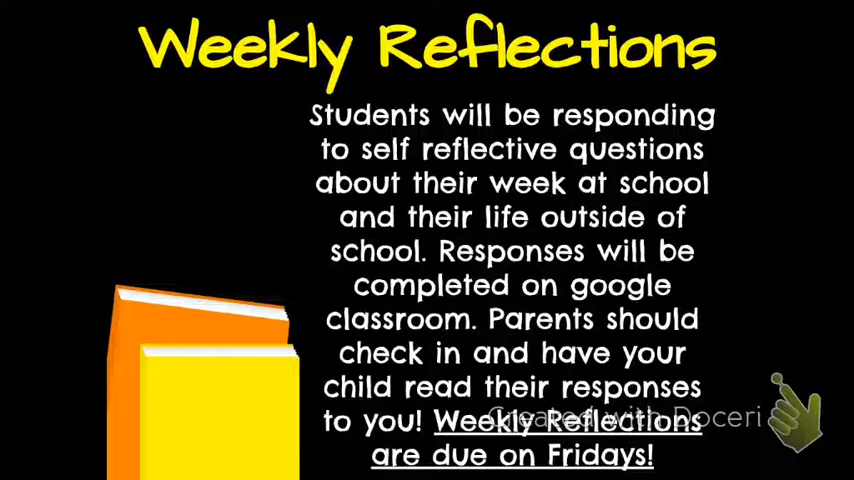 Weekly Reflections
Students will be responding
to self reflective questions
about their week at school
and their life outside of
school. Responses will be
completed on google
classroom. Parents should
check in and have your
child read their responses
to you! Weekly Reflections
are due on Fridays!
Created with Doceri